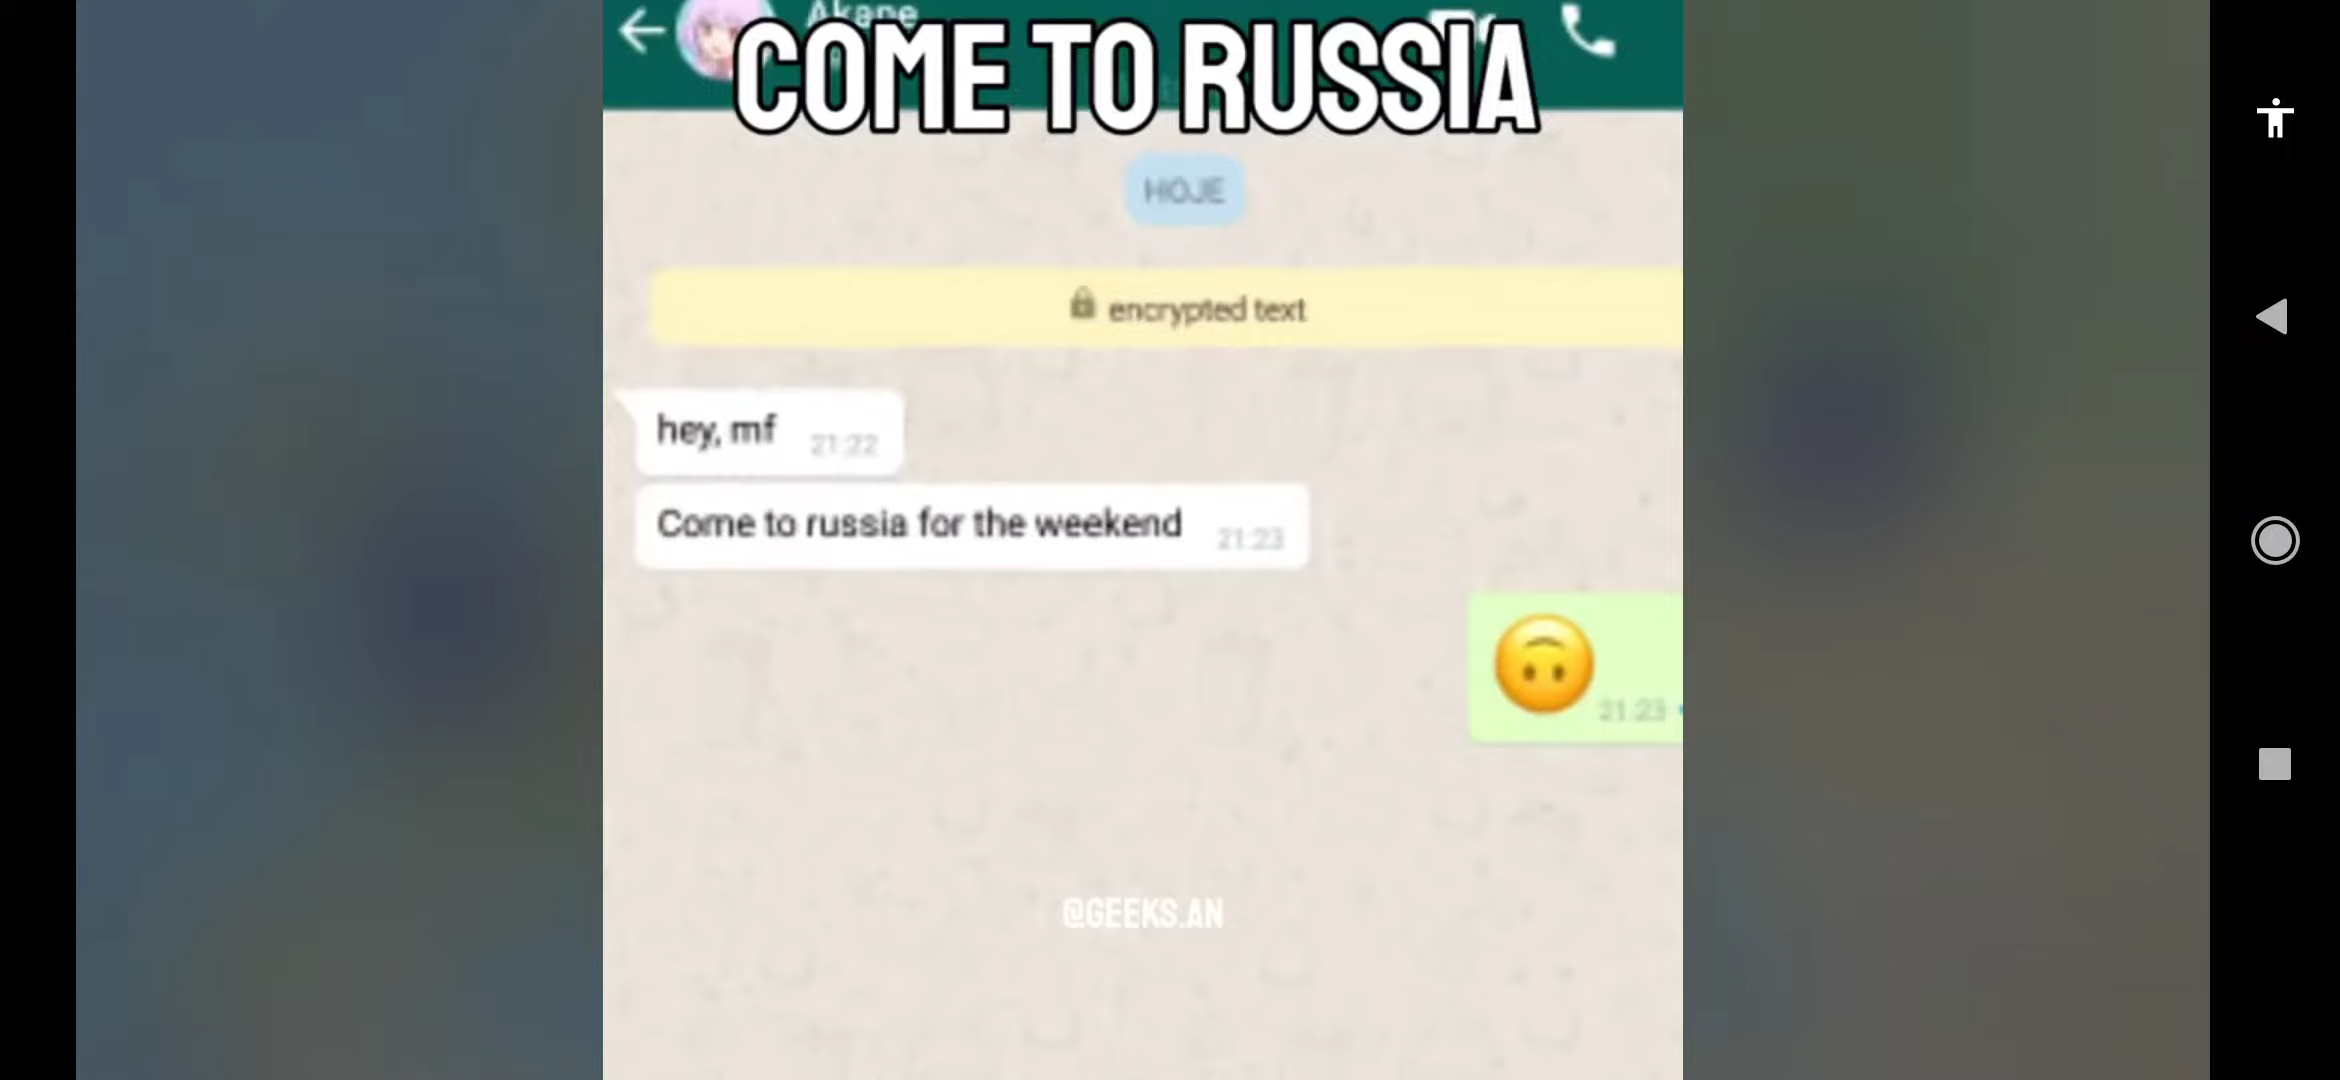 Akane
COME TO RUSSIA
HOJE
encrypted text
hey, mf 21:22
Come to russia for the weekend 21:23
21:23
@GEEKS.AN